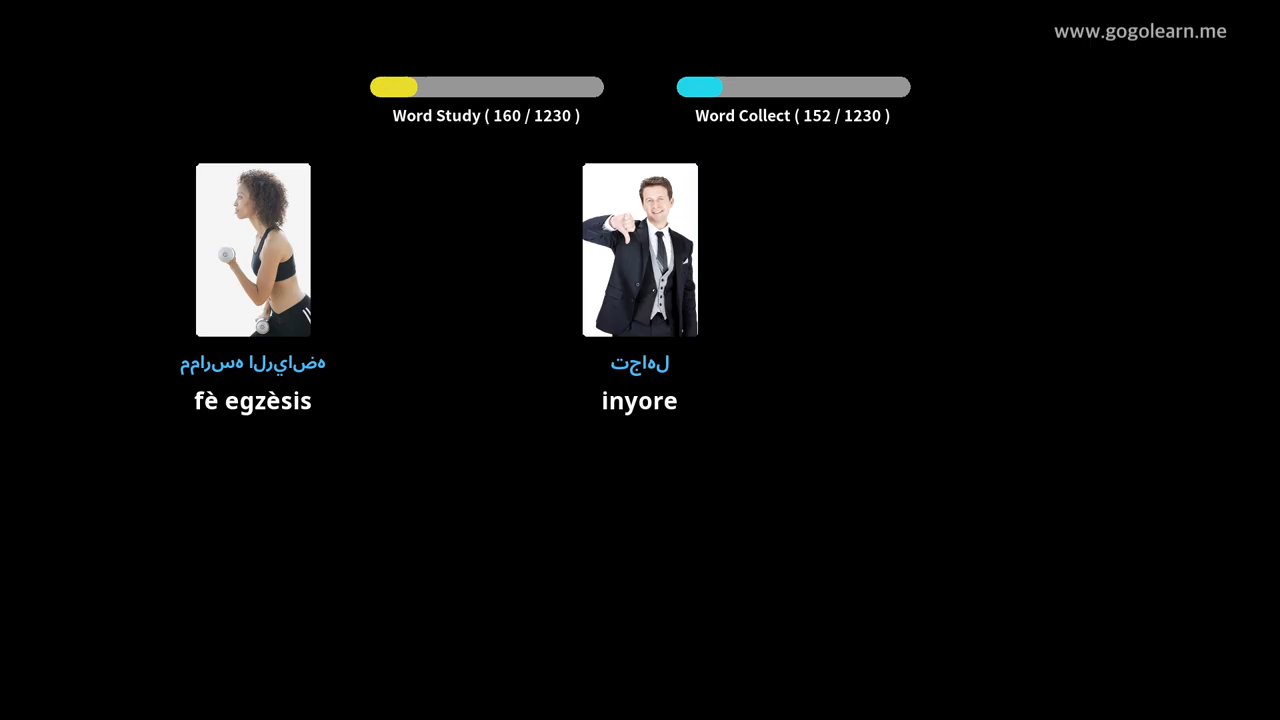 www.gogolearn.me
Word Study ( 160 / 1230 )
Word Collect ( 152 / 1230 )
ممارسه الرياضه
fè egzèsis
تجاهل
inyore